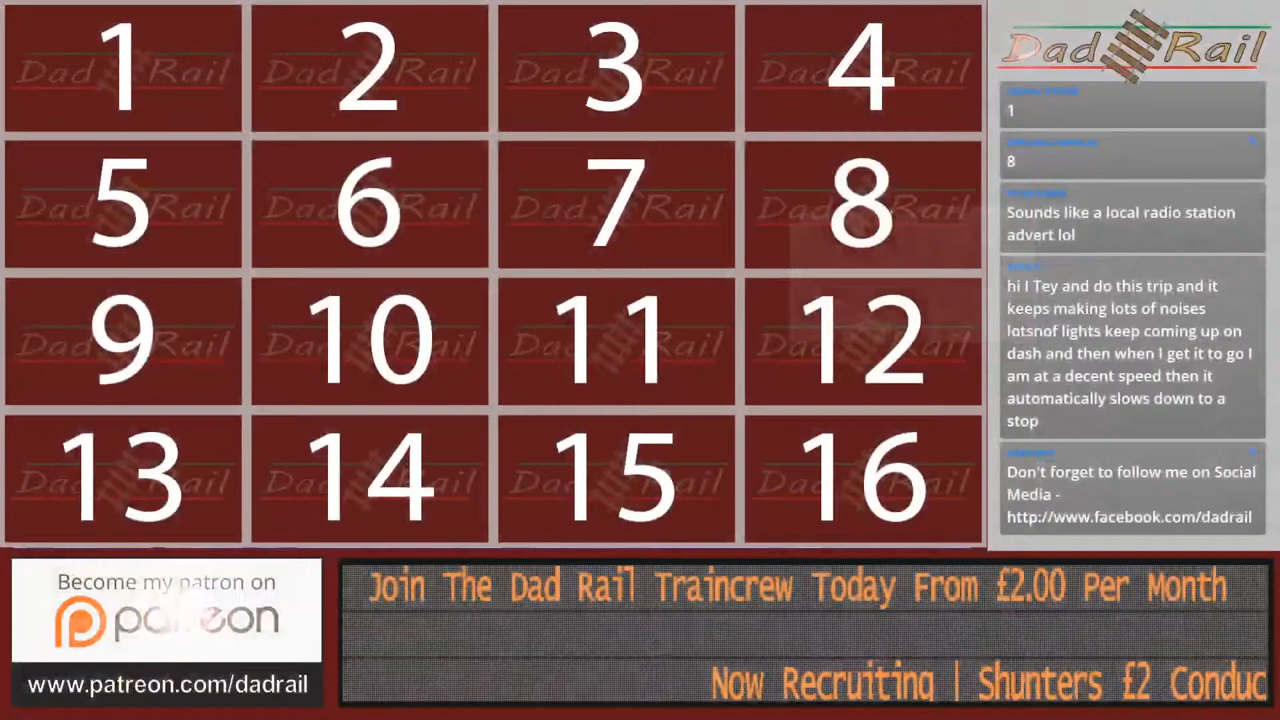 1
2
3
4
5
6
7
8
9
10
11
12
13
14
15
16
Dad Rail
1
8
Sounds like a local radio station
advert lol
hi I Tey and do this trip and it
keeps making lots of noises
lotsnof lights keep coming up on
dash and then when I get it to go I
am at a decent speed then it
automatically slows down to a
stop
Don't forget to follow me on Social
Media -
http://www.facebook.com/dadrail
Become my patron on
patreon
www.patreon.com/dadrail
Join The Dad Rail Traincrew Today From £2.00 Per Month
Now Recruiting | Shunters £2 Conduc